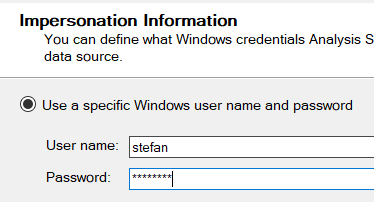 Impersonation Information
You can define what Windows credentials Analysis S
data source.
Use a specific Windows user name and password
User name: stefan
Password: ********